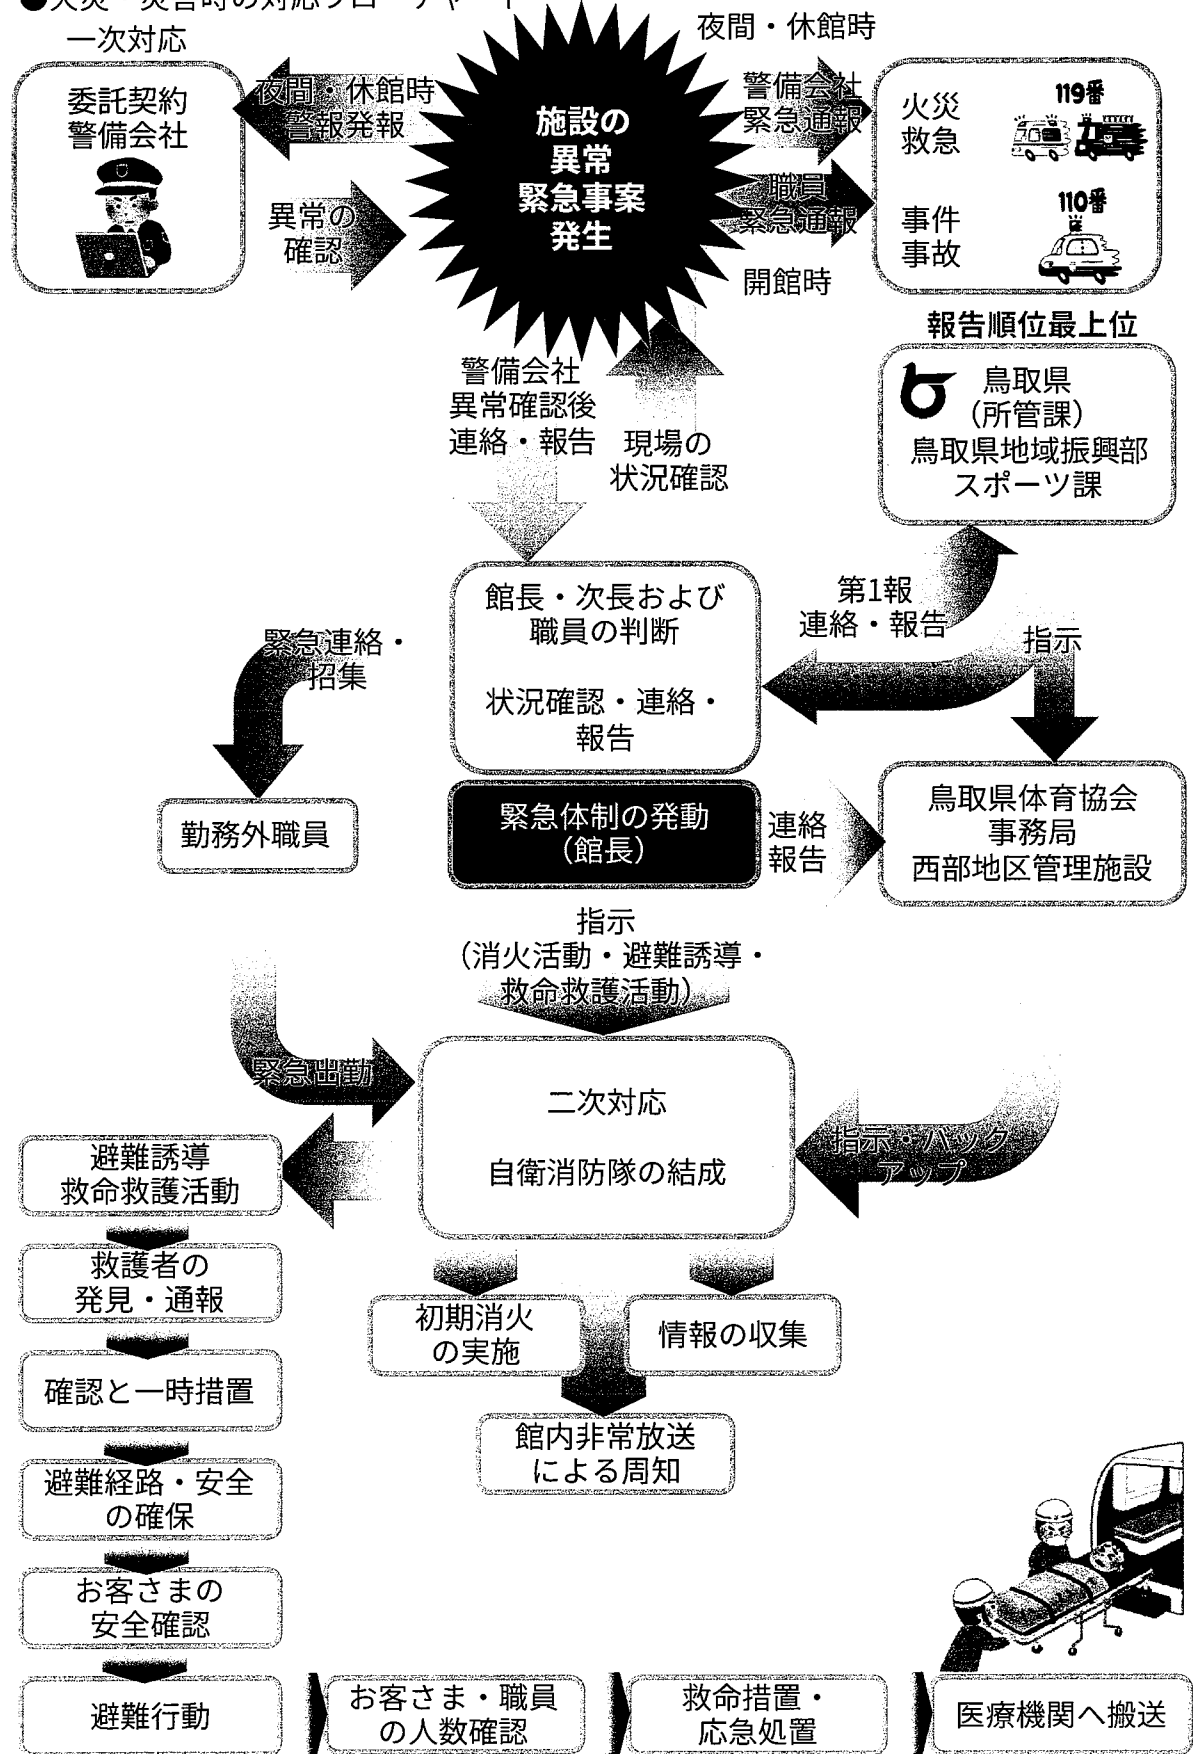 ●火災・災害時の対応フローチャート
一次対応
委託契約
警備会社
夜間・休館時
警報発報
異常の
確認
施設の
異常
緊急事案
発生
夜間・休館時
警備会社
緊急通報
職員
緊急通報
開館時
火災
救急
119番
事件
事故
110番
報告順位最上位
鳥取県
（所管課）
鳥取県地域振興部
スポーツ課
警備会社
異常確認後
連絡・報告
現場の
状況確認
館長・次長および
職員の判断
状況確認・連絡・
報告
第1報
連絡・報告
指示
緊急連絡・
招集
勤務外職員
緊急体制の発動
（館長）
連絡
報告
鳥取県体育協会
事務局
西部地区管理施設
指示
（消火活動・避難誘導・
救命救護活動）
緊急出勤
二次対応
自衛消防隊の結成
指示・バック
アップ
避難誘導
救命救護活動
救護者の
発見・通報
確認と一時措置
避難経路・安全
の確保
お客さまの
安全確認
初期消火
の実施
情報の収集
館内非常放送
による周知
避難行動
お客さま・職員
の人数確認
救命措置・
応急処置
医療機関へ搬送